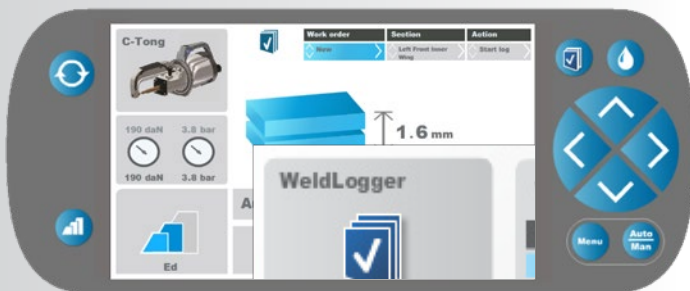 C-Tong
Work order
Section
Action
New
Left Front Inner
Wing
Start log
190 daN
3.8 bar
190 daN
3.8 bar
1.6 mm
WeldLogger
Ed
Menu
Auto
Man